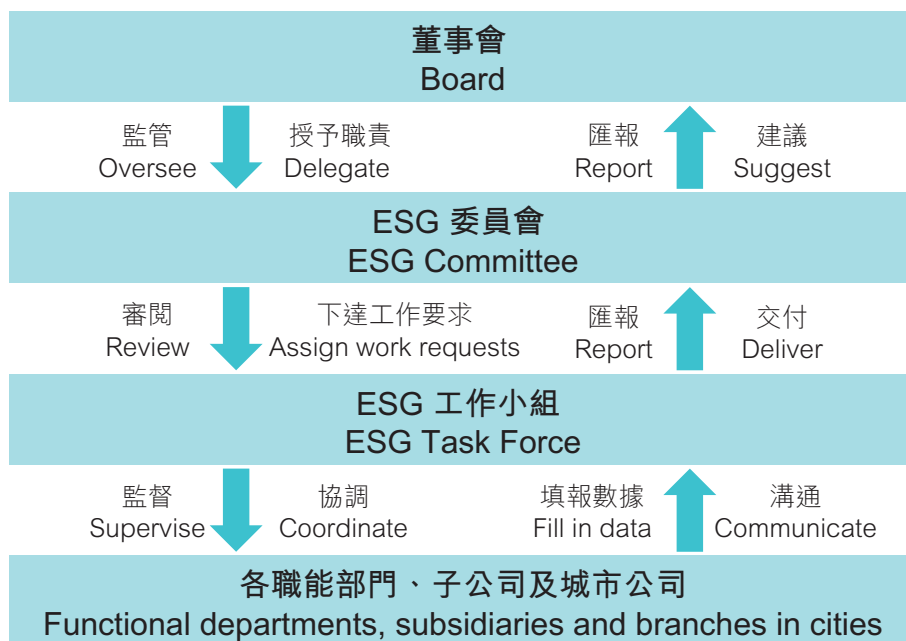 董事會
Board
監管 授予職責 匯報 建議
Oversee Delegate Report Suggest
ESG 委員會
ESG Committee
審閱 下達工作要求 匯報 交付
Review Assign work requests Report Deliver
ESG 工作小組
ESG Task Force
監督 協調 填報數據 溝通
Supervise Coordinate Fill in data Communicate
各職能部門、子公司及城市公司
Functional departments, subsidiaries and branches in cities